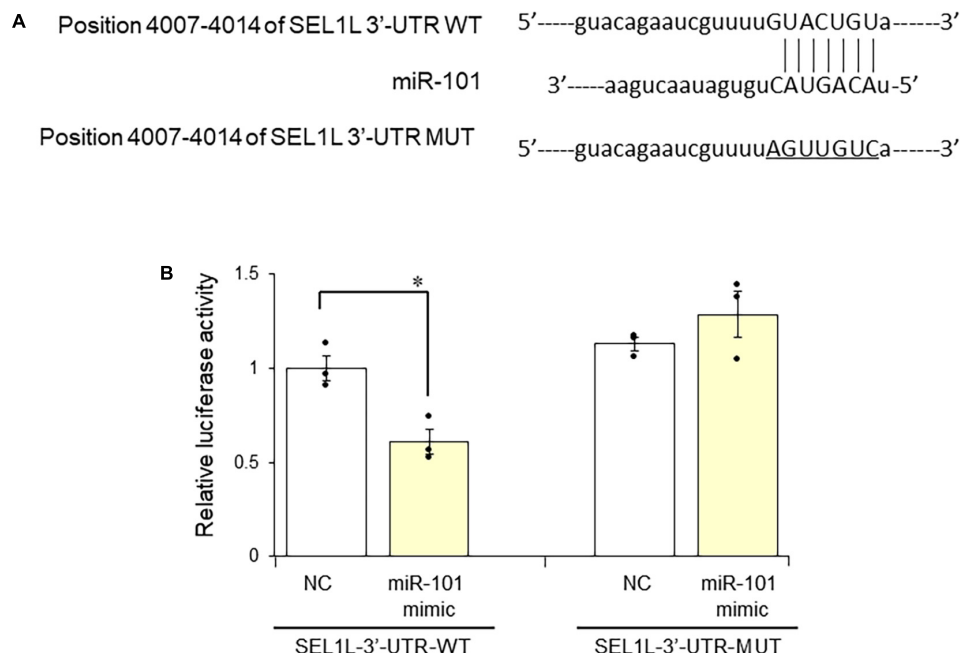 A
Position 4007-4014 of SEL1L 3’-UTR WT 5’-----guacagaaucguuuuGUACUGUa------3’
miR-101 3’-----aagucaauaguguCAUGACAu-5’
Position 4007-4014 of SEL1L 3’-UTR MUT 5’-----guacagaaucguuuuAGUUGUCa------3’
B
Relative luciferase activity
1.5
1
0.5
0
*
NC miR-101 mimic NC miR-101 mimic
SEL1L-3’-UTR-WT SEL1L-3’-UTR-MUT